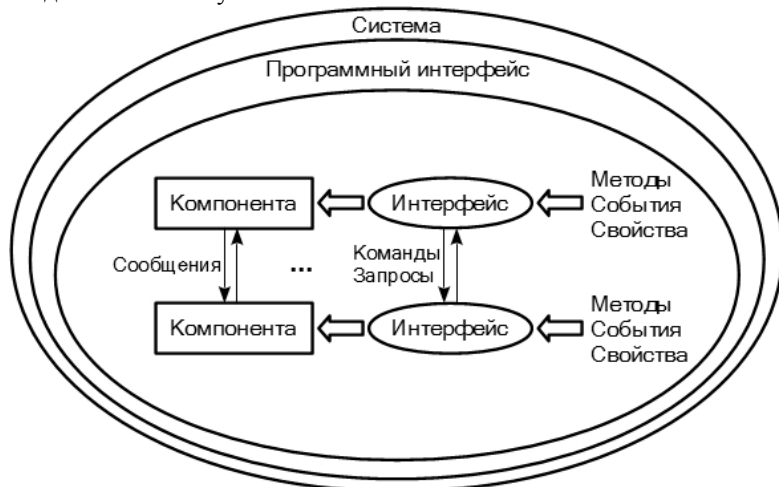 Система
Программный интерфейс
Компонента
Интерфейс
Методы
События
Свойства
Сообщения
...
Команды
Запросы
Компонента
Интерфейс
Методы
События
Свойства